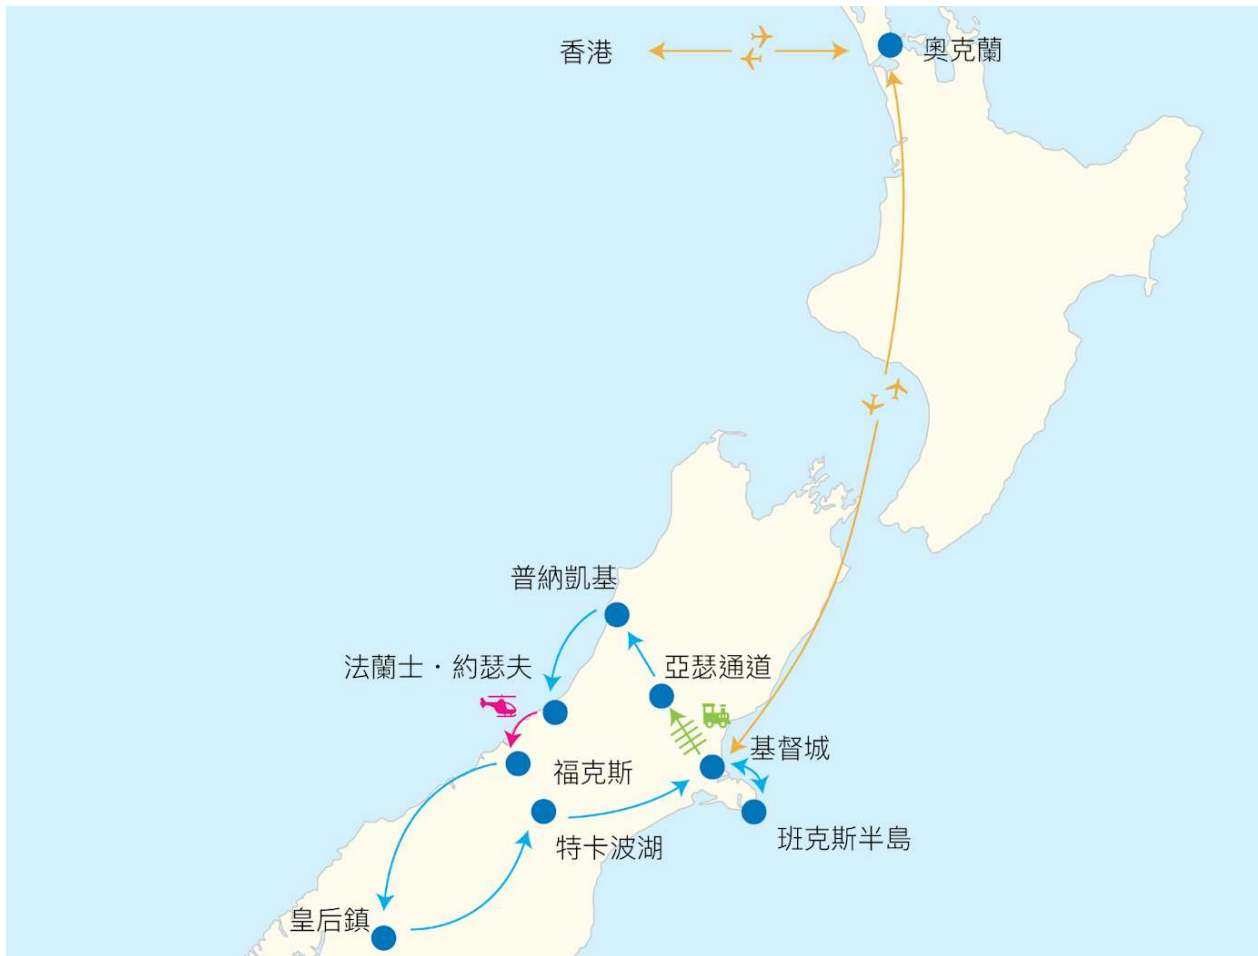 香港
奧克蘭
普納凱基
法蘭士・約瑟夫
亞瑟通道
基督城
福克斯
班克斯半島
特卡波湖
皇后鎮